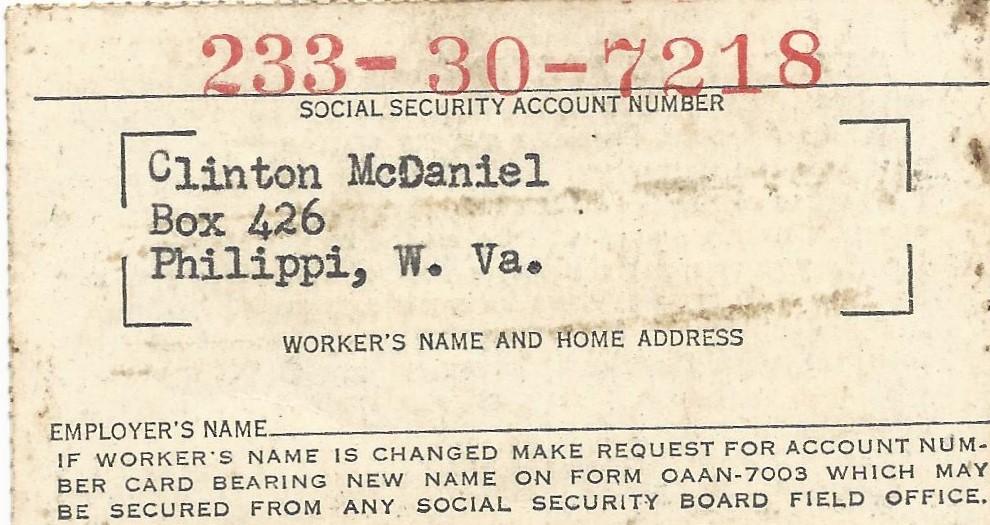 233-30-7218
SOCIAL SECURITY ACCOUNT NUMBER
Clinton McDaniel
Box 426
Philippi, W. Va.
WORKER'S NAME AND HOME ADDRESS
EMPLOYER'S NAME
IF WORKER'S NAME IS CHANGED MAKE REQUEST FOR ACCOUNT NUM-
BER CARD BEARING NEW NAME ON FORM OAAN-7003 WHICH MAY
BE SECURED FROM ANY SOCIAL SECURITY BOARD FIELD OFFICE.